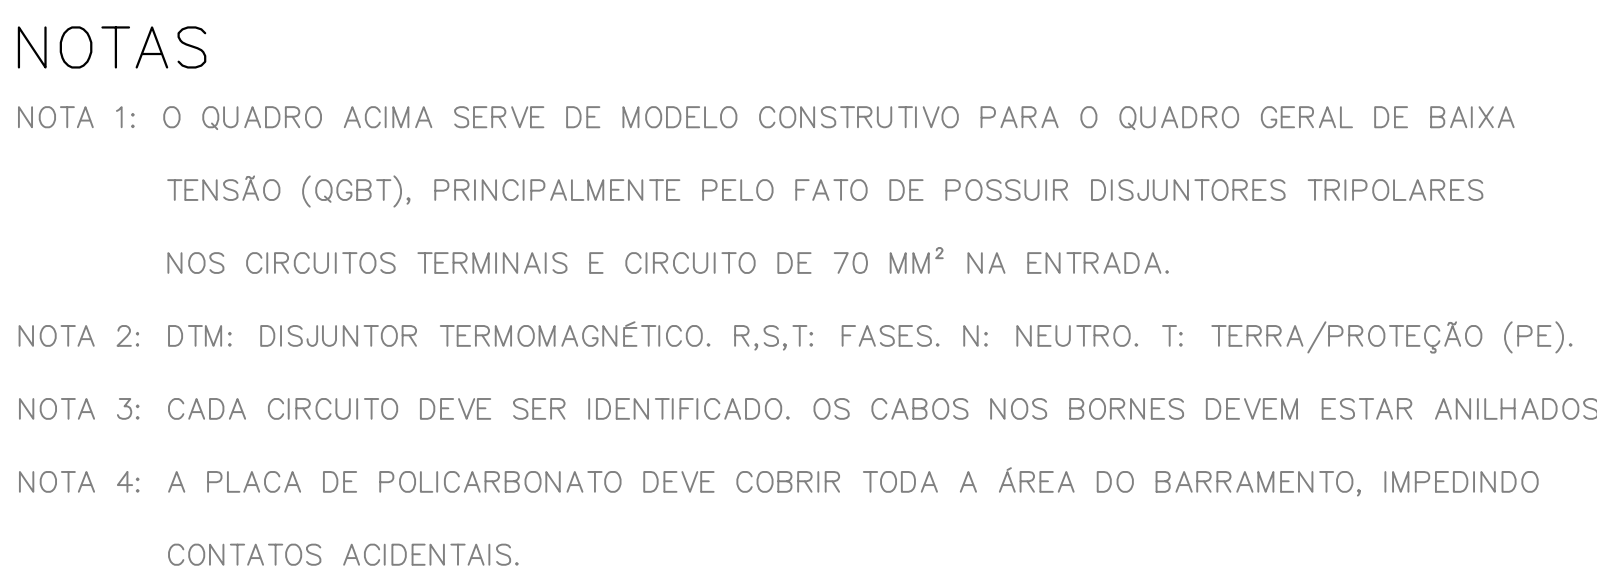 NOTAS
NOTA 1: O QUADRO ACIMA SERVE DE MODELO CONSTRUTIVO PARA O QUADRO GERAL DE BAIXA
TENSÃO (QGBT), PRINCIPALMENTE PELO FATO DE POSSUIR DISJUNTORES TRIPOLARES
NOS CIRCUITOS TERMINAIS E CIRCUITO DE 70 MM² NA ENTRADA.
NOTA 2: DTM: DISJUNTOR TERMOMAGNÉTICO. R,S,T: FASES. N: NEUTRO. T: TERRA/PROTEÇÃO (PE).
NOTA 3: CADA CIRCUITO DEVE SER IDENTIFICADO. OS CABOS NOS BORNES DEVEM ESTAR ANILHADOS
NOTA 4: A PLACA DE POLICARBONATO DEVE COBRIR TODA A ÁREA DO BARRAMENTO, IMPEDINDO
CONTATOS ACIDENTAIS.